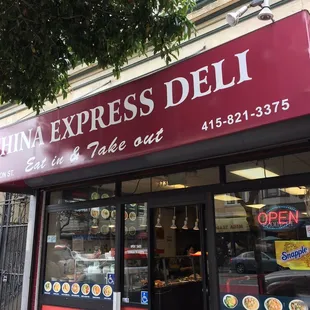 HINA EXPRESS DELI
Eat in & Take out
415-821-3375
OPEN
Snapple